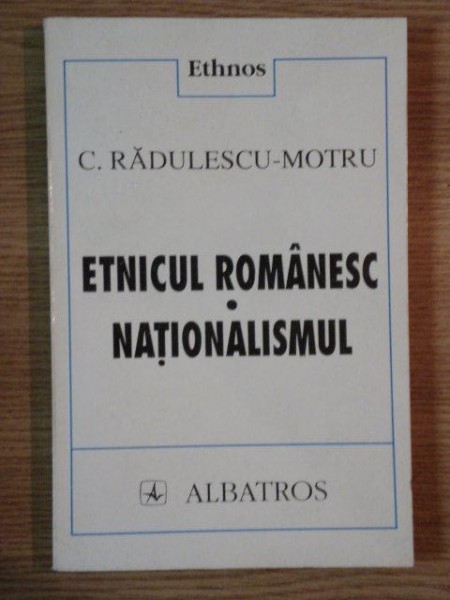 Ethnos
C. RĂDULESCU-MOTRU
ETNICUL ROMÂNESC
•
NAȚIONALISMUL
ALBATROS